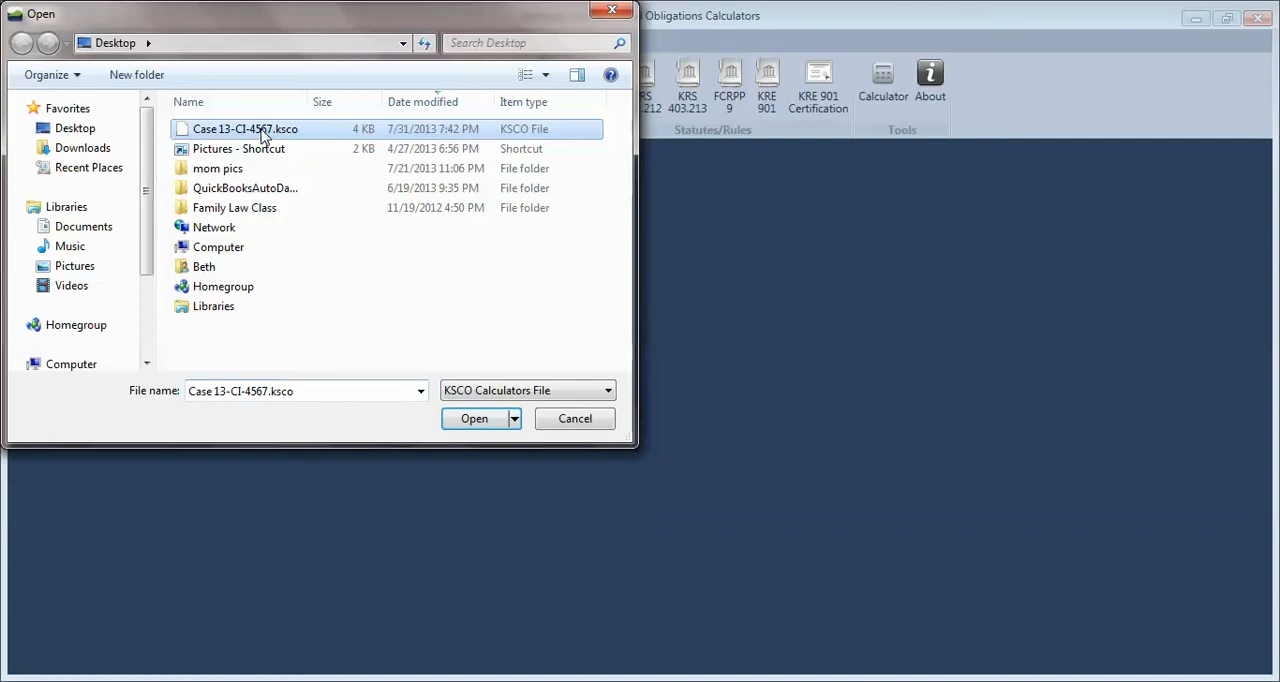 Open
Obligations Calculators
Desktop
Search Desktop
Organize
New folder
Name
Size
Date modified
Item type
Favorites
Desktop
Downloads
Recent Places
Libraries
Documents
Music
Pictures
Videos
Homegroup
Computer
Case 13-CI-4567.ksco 4 KB 7/31/2013 7:42 PM KSCO File
Pictures - Shortcut 2 KB 4/27/2013 6:56 PM Shortcut
mom pics 7/21/2013 11:06 PM File folder
QuickBooksAutoDa... 6/19/2013 9:35 PM File folder
Family Law Class 11/19/2012 4:50 PM File folder
Network
Computer
Beth
Homegroup
Libraries
File name: Case 13-CI-4567.ksco
KSCO Calculators File
Open
Cancel
RS
.212
KRS
403.213
FCRPP
9
KRE
901
KRE 901
Certification
Calculator
About
Statutes/Rules
Tools